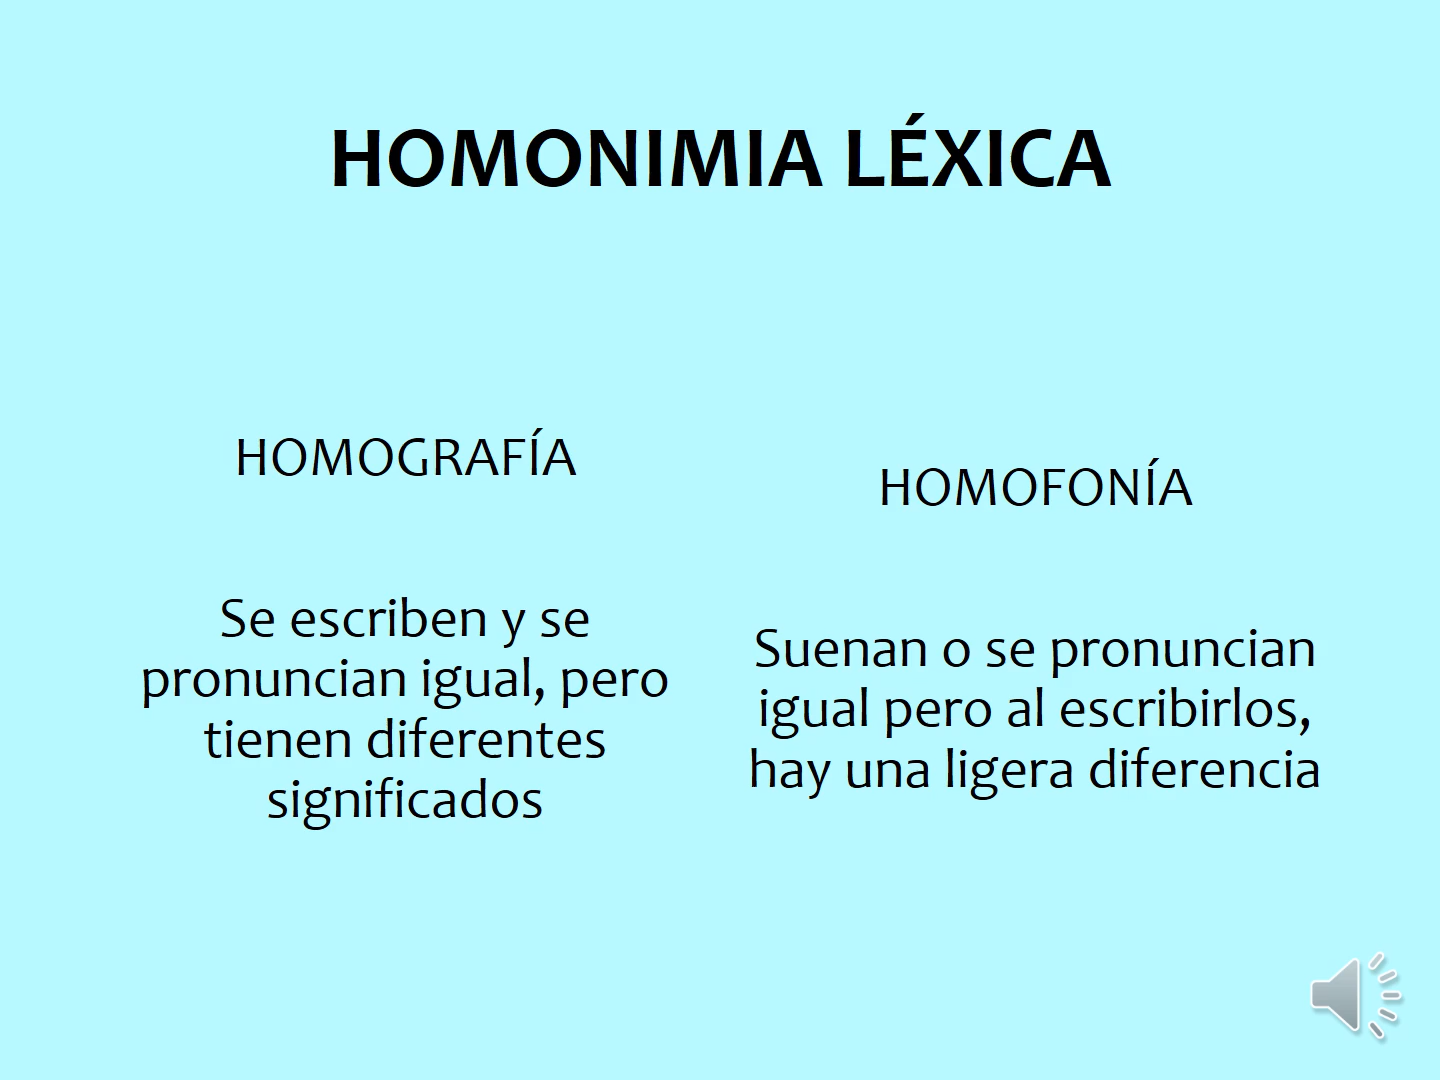 HOMONIMIA LÉXICA
HOMOGRAFÍA
Se escriben y se
pronuncian igual, pero
tienen diferentes
significados
HOMOFONÍA
Suenan o se pronuncian
igual pero al escribirlos,
hay una ligera diferencia